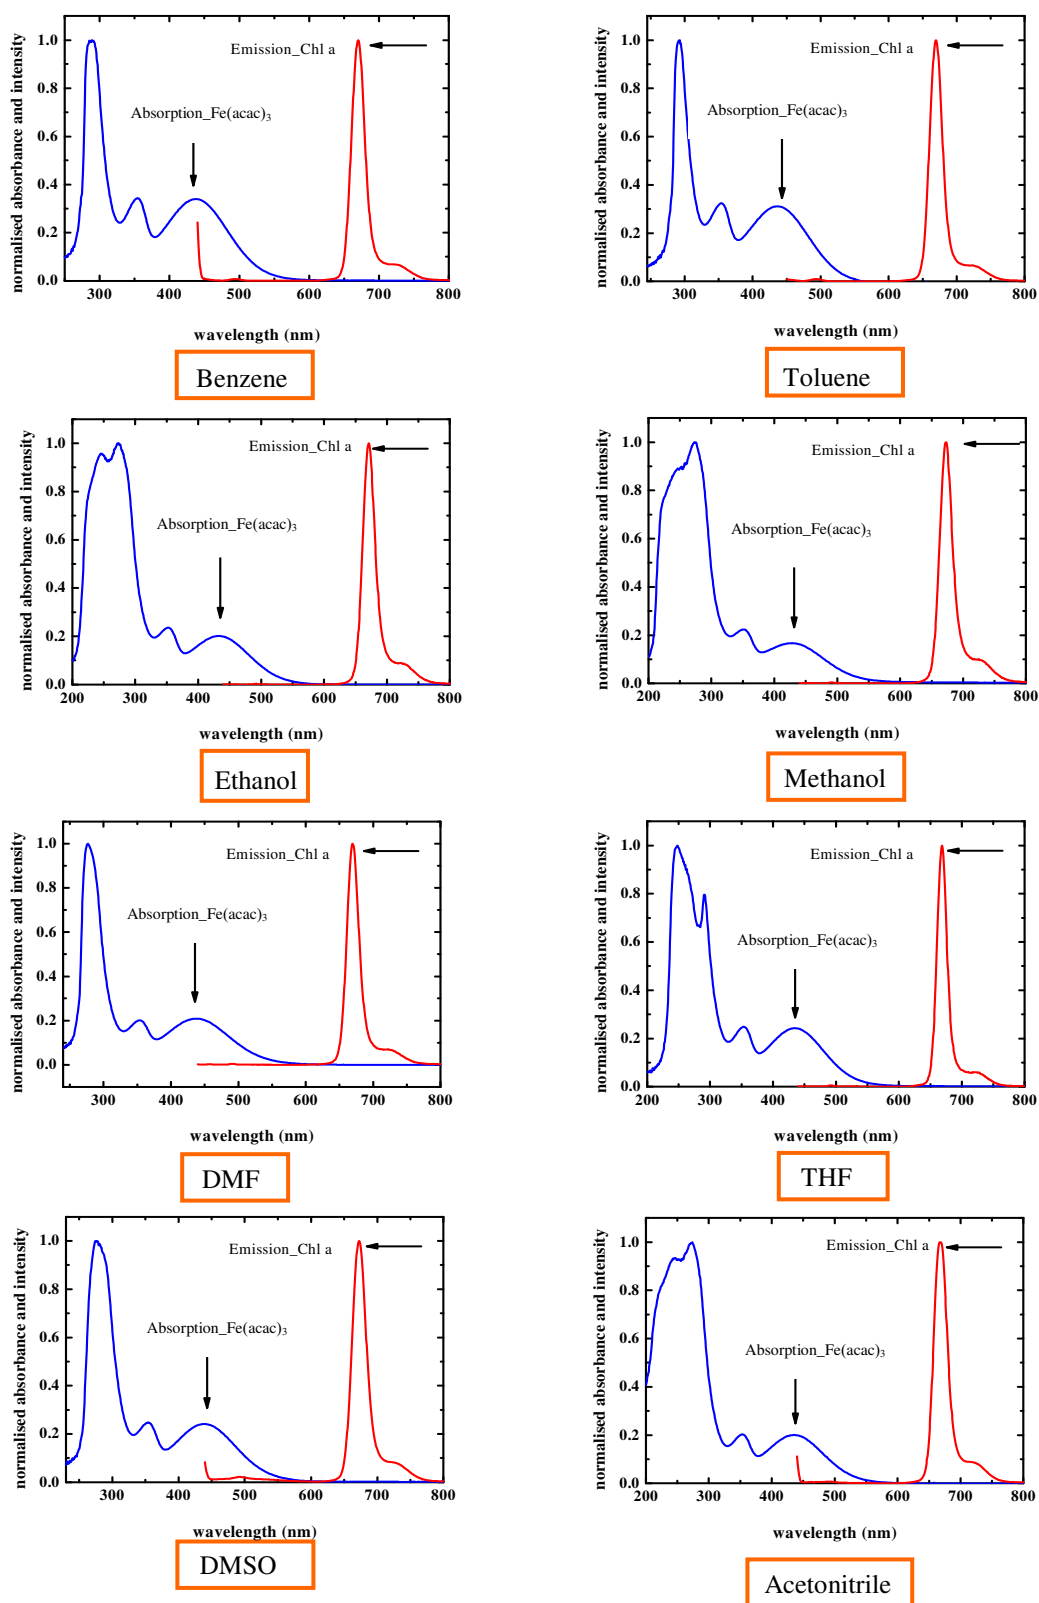 normalised absorbance and intensity
1.0
0.8
0.6
0.4
0.2
0.0
Emission_Chl a
Absorption_Fe(acac)3
300 400 500 600 700 800
wavelength (nm)
Benzene
normalised absorbance and intensity
1.0
0.8
0.6
0.4
0.2
0.0
Emission_Chl a
Absorption_Fe(acac)3
300 400 500 600 700 800
wavelength (nm)
Toluene
normalised absorbance and intensity
1.0
0.8
0.6
0.4
0.2
0.0
Emission_Chl a
Absorption_Fe(acac)3
200 300 400 500 600 700 800
wavelength (nm)
Ethanol
normalised absorbance and intensity
1.0
0.8
0.6
0.4
0.2
0.0
Emission_Chl a
Absorption_Fe(acac)3
200 300 400 500 600 700 800
wavelength (nm)
Methanol
normalised absorbance and intensity
1.0
0.8
0.6
0.4
0.2
0.0
Emission_Chl a
Absorption_Fe(acac)3
300 400 500 600 700 800
wavelength (nm)
DMF
normalised absorbance and intensity
1.0
0.8
0.6
0.4
0.2
0.0
Emission_Chl a
Absorption_Fe(acac)3
200 300 400 500 600 700 800
wavelength (nm)
THF
normalised absorbance and intensity
1.0
0.8
0.6
0.4
0.2
0.0
Emission_Chl a
Absorption_Fe(acac)3
300 400 500 600 700 800
wavelength (nm)
DMSO
normalised absorbance and intensity
1.0
0.8
0.6
0.4
0.2
0.0
Emission_Chl a
Absorption_Fe(acac)3
200 300 400 500 600 700 800
wavelength (nm)
Acetonitrile